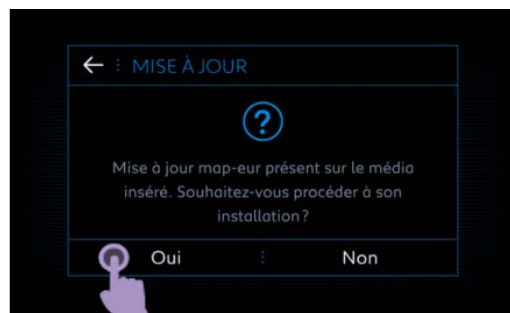 MISE À JOUR
?
Mise à jour map-eur présent sur le média
inséré. Souhaitez-vous procéder à son
installation ?
Oui Non